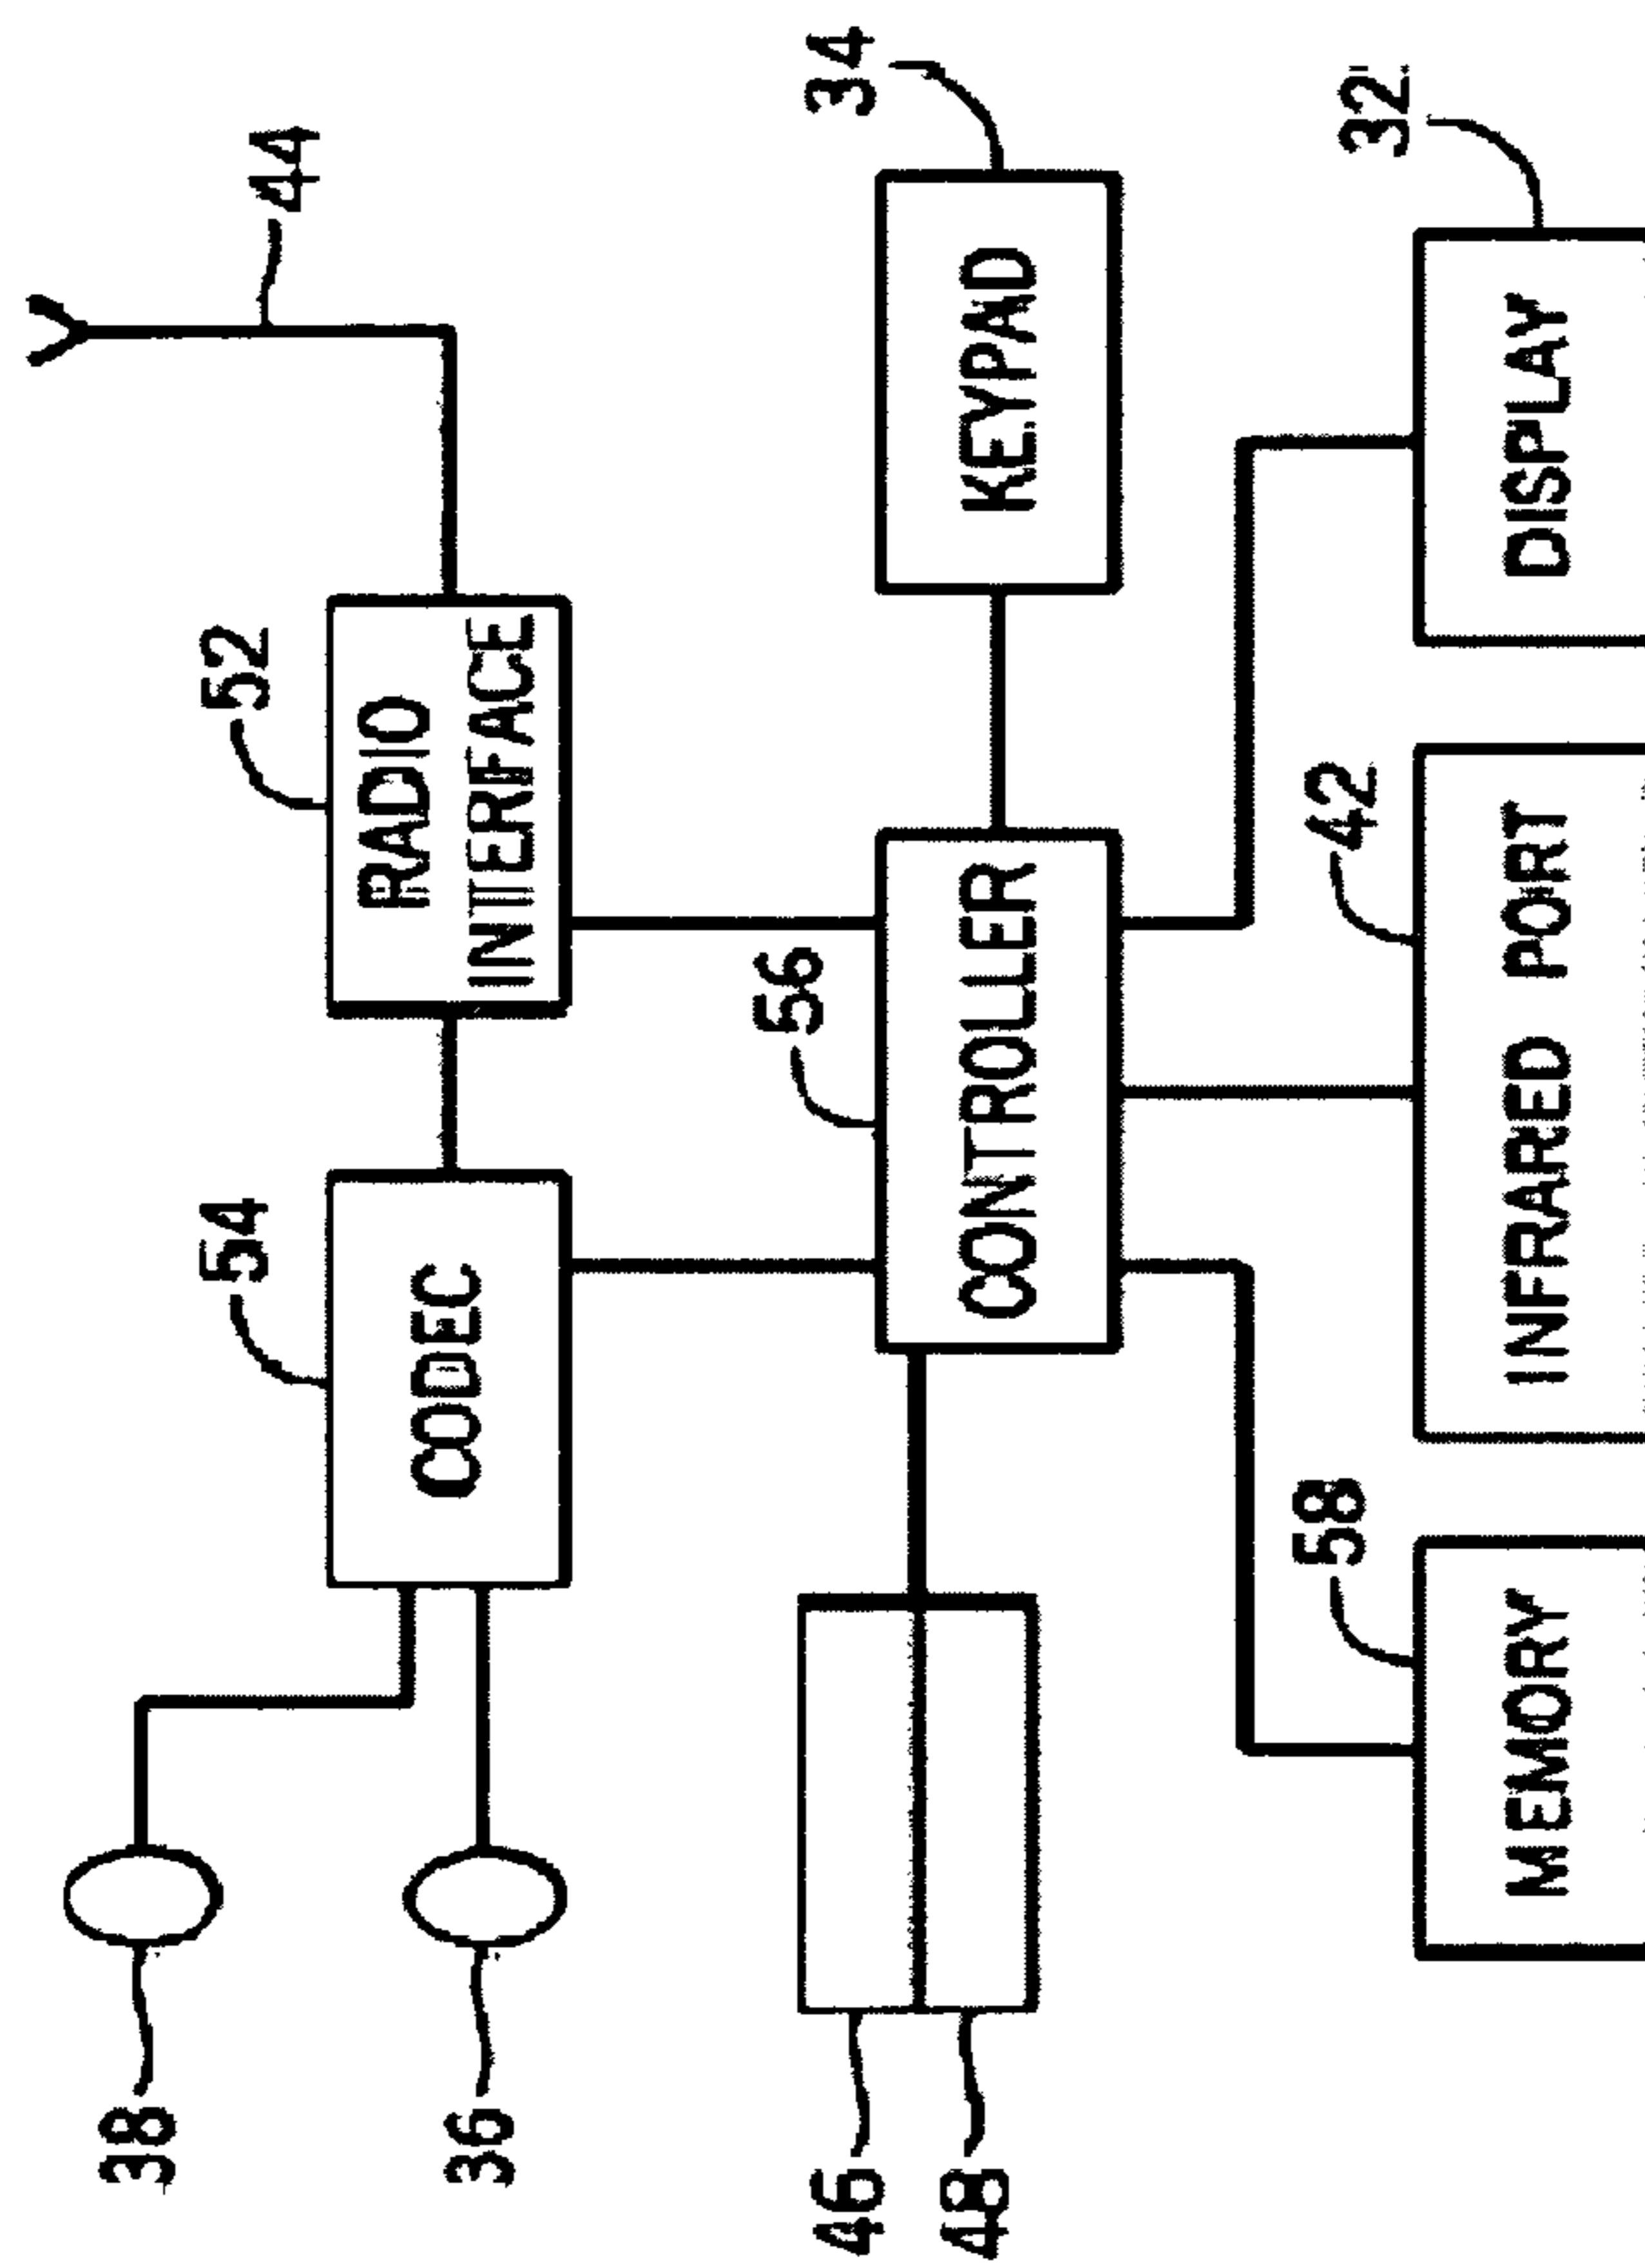 38
54
52
44
CODEC
RADIO
INTERFACE
36
56
34
46
48
CONTROLLER
KEYPAD
58
42
32
MEMORY
INFRARED PORT
DISPLAY